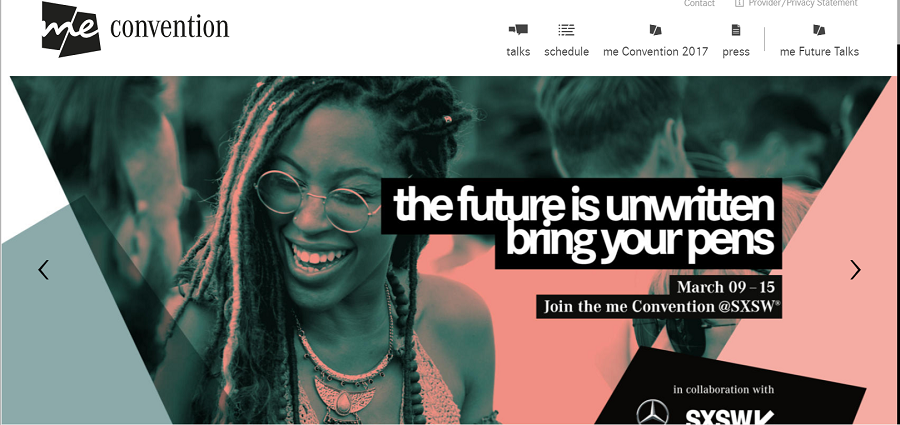 Contact
Provider/Privacy Statement
me convention
talks
schedule
me Convention 2017
press
me Future Talks
the future is unwritten
bring your pens
March 09 – 15
Join the me Convention @SXSW®
in collaboration with
SXSW